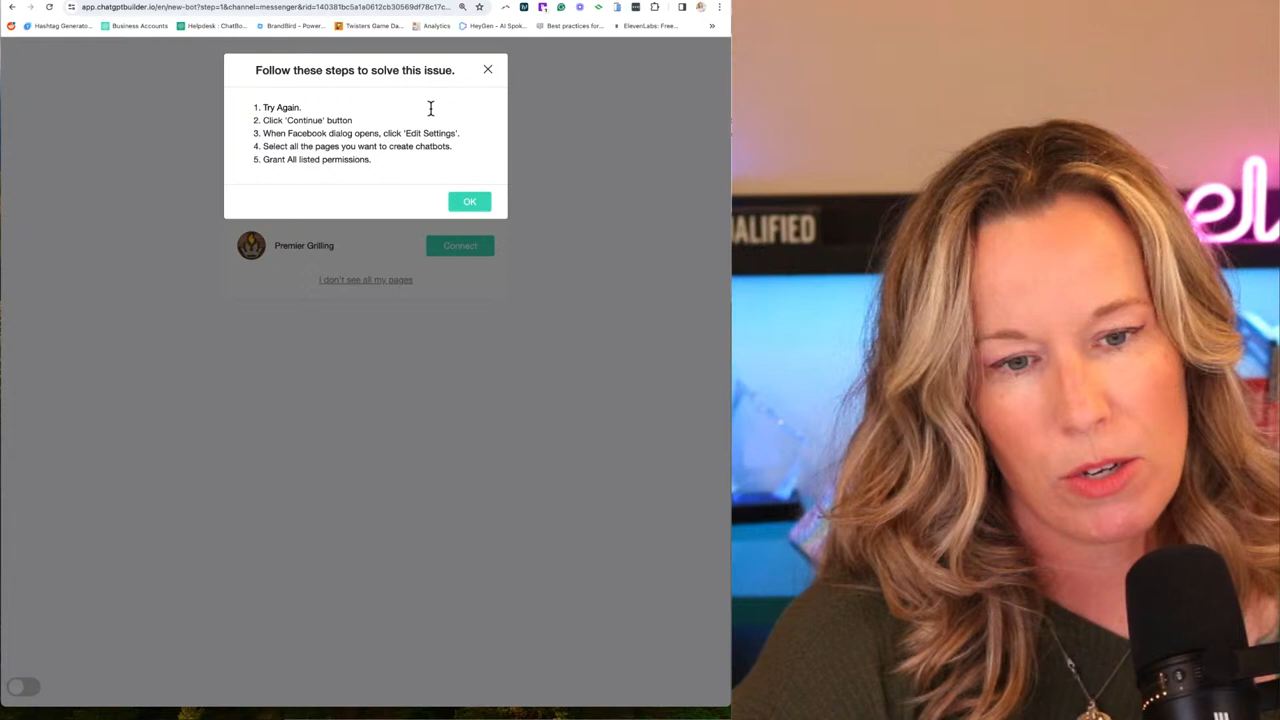 app.chatgptbuilder.io/en/new-bot?step=1&channel=messenger&rid=140381bc5a1a0612cb30569df78c17c...
Hashtag Generato...
Business Accounts
Helpdesk : ChatBo...
BrandBird – Power...
Twisters Game Da...
Analytics
HeyGen - AI Spok...
Best practices for...
ElevenLabs: Free...
Follow these steps to solve this issue.
1. Try Again.
2. Click 'Continue' button
3. When Facebook dialog opens, click 'Edit Settings'.
4. Select all the pages you want to create chatbots.
5. Grant All listed permissions.
OK
Premier Grilling
Connect
I don't see all my pages
ALIFIED
el